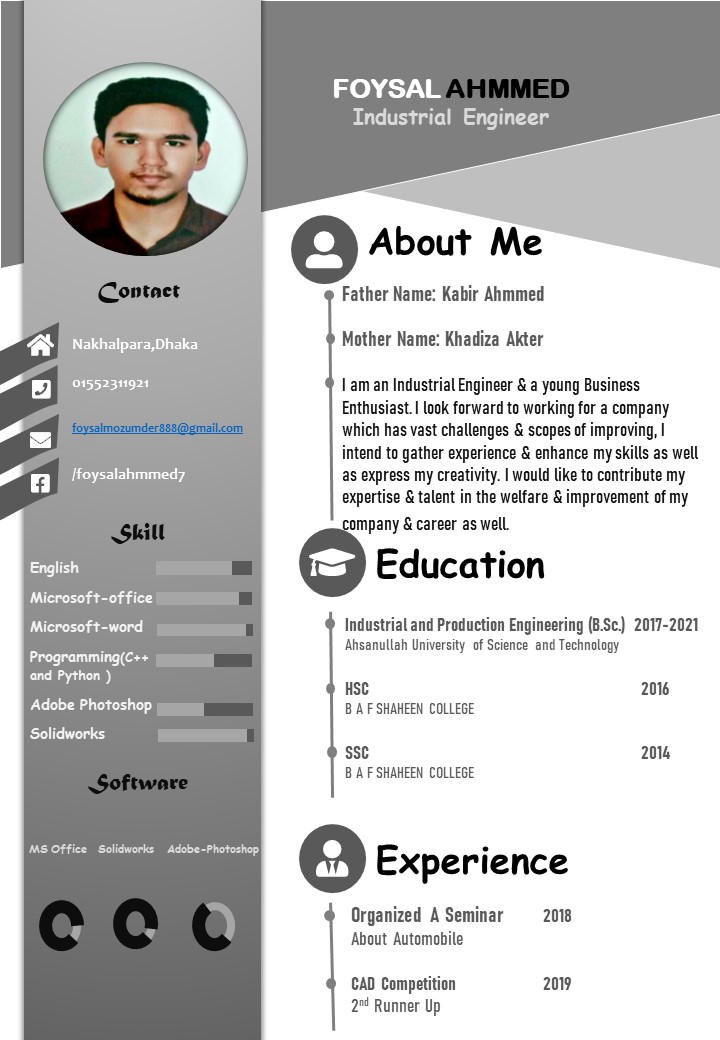 FOYSAL AHMMED
Industrial Engineer
Contact
Nakhalpara,Dhaka
01552311921
foysalmozumder888@gmail.com
/foysalahmmed7
Skill
English
Microsoft-office
Microsoft-word
Programming(C++
and Python )
Adobe Photoshop
Solidworks
Software
MS Office Solidworks Adobe-Photoshop
About Me
Father Name: Kabir Ahmmed
Mother Name: Khadiza Akter
I am an Industrial Engineer & a young Business
Enthusiast. I look forward to working for a company
which has vast challenges & scopes of improving, I
intend to gather experience & enhance my skills as well
as express my creativity. I would like to contribute my
expertise & talent in the welfare & improvement of my
company & career as well.
Education
Industrial and Production Engineering (B.Sc.) 2017-2021
Ahsanullah University of Science and Technology
HSC 2016
B A F SHAHEEN COLLEGE
SSC 2014
B A F SHAHEEN COLLEGE
Experience
Organized A Seminar 2018
About Automobile
CAD Competition 2019
2nd Runner Up